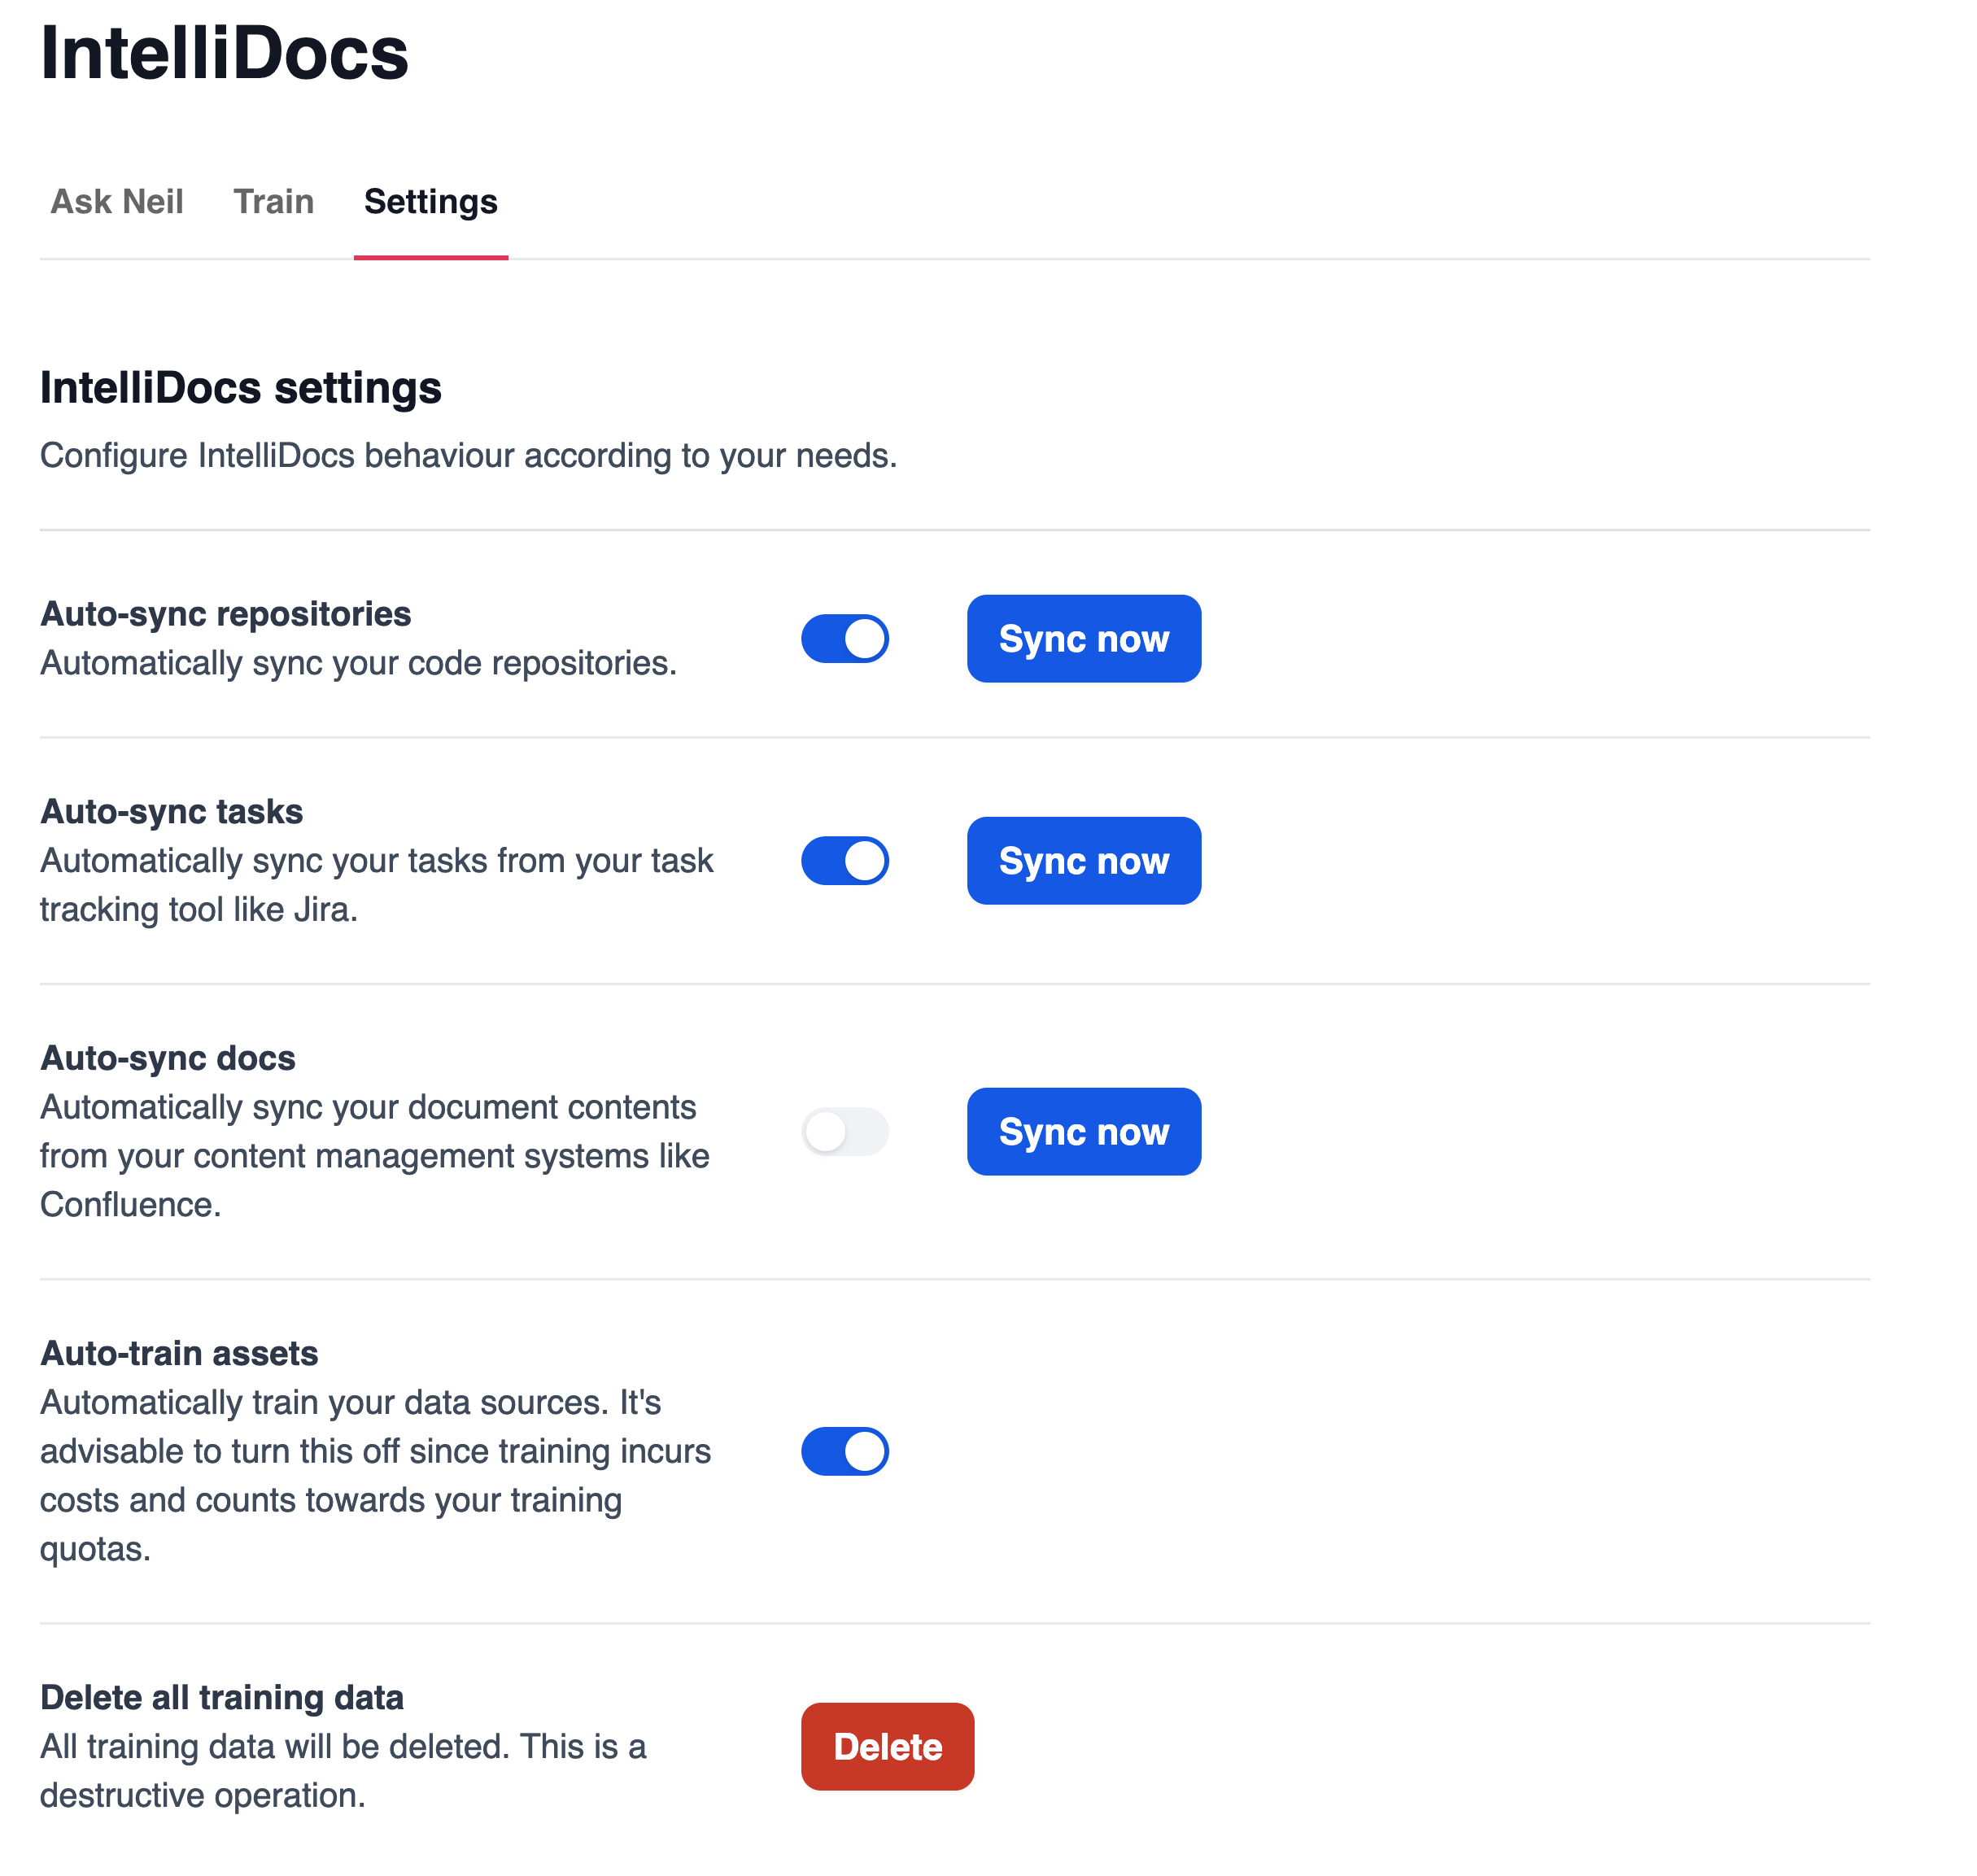 IntelliDocs
Ask Neil Train Settings
IntelliDocs settings
Configure IntelliDocs behaviour according to your needs.
Auto-sync repositories
Automatically sync your code repositories.
Sync now
Auto-sync tasks
Automatically sync your tasks from your task
tracking tool like Jira.
Sync now
Auto-sync docs
Automatically sync your document contents
from your content management systems like
Confluence.
Sync now
Auto-train assets
Automatically train your data sources. It's
advisable to turn this off since training incurs
costs and counts towards your training
quotas.
Delete all training data
All training data will be deleted. This is a
destructive operation.
Delete